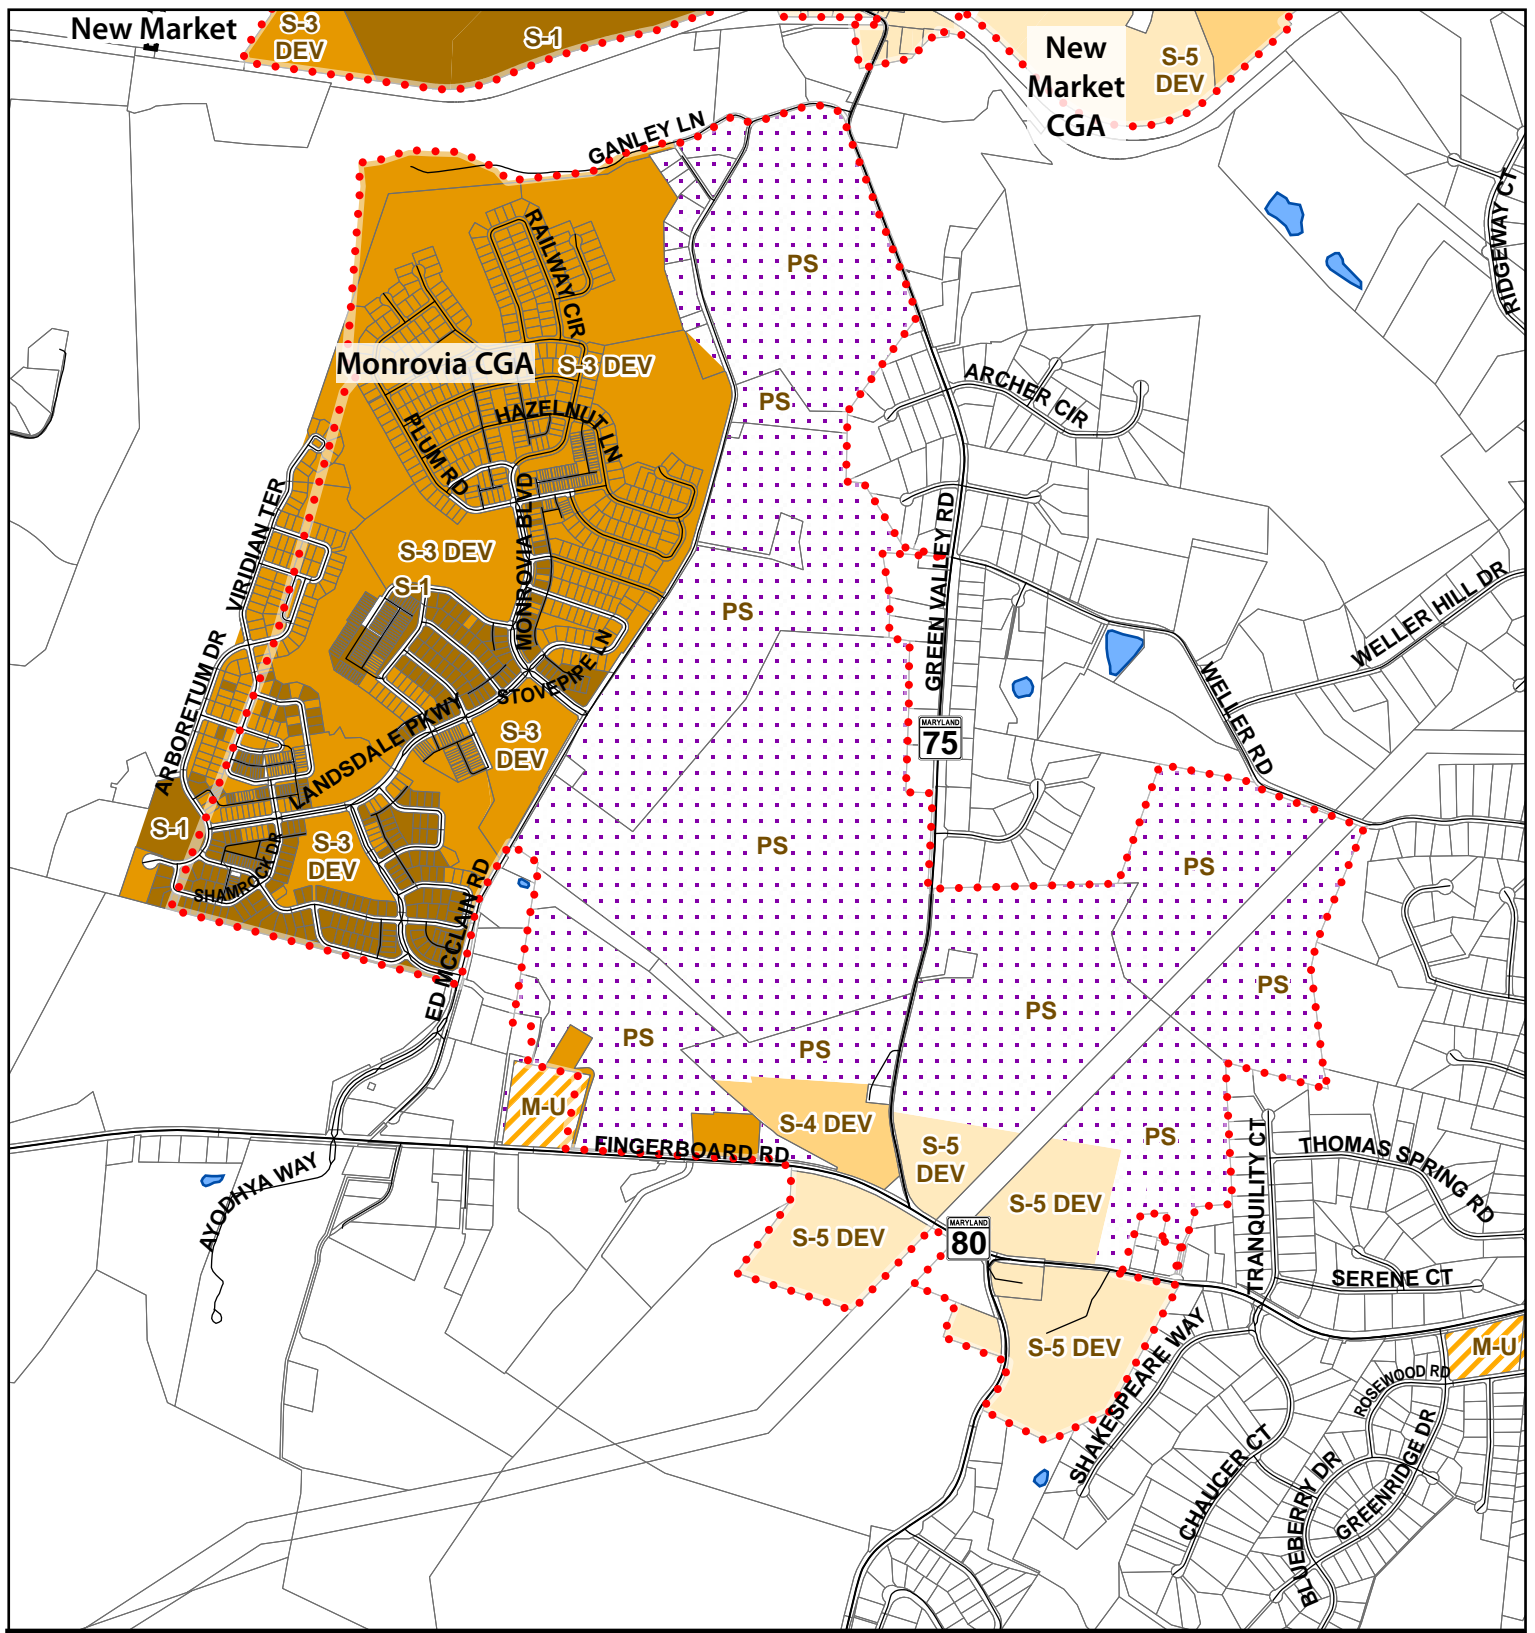 New Market
S-3
DEV
S-1
New
Market
CGA
S-5
DEV
GANLEY LN
RIDGEWAY CT
RAILWAY CIR
PS
Monrovia CGA
S-3 DEV
ARCHER CIR
PS
HAZELNUT LN
PLUM RD
MONROVIA BLVD
VIRIDIAN TER
GREEN VALLEY RD
S-3 DEV
S-1
PS
WELLER HILL DR
STOVEPIPE LN
ARBORETUM DR
WELLER RD
LANDSDALE PKWY
S-3
DEV
MARYLAND
75
S-1
S-3
DEV
SHAMROCK DR
PS
PS
ED MCCLAIN RD
PS
PS
PS
PS
M-U
S-4 DEV
FINGERBOARD RD
S-5
DEV
PS
THOMAS SPRING RD
AYODHYA WAY
TRANQUILITY CT
S-5 DEV
S-5 DEV
MARYLAND
80
SERENE CT
S-5 DEV
M-U
SHAKESPEARE WAY
ROSEWOOD RD
CHAUCER CT
BLUEBERRY DR
GREENRIDGE DR